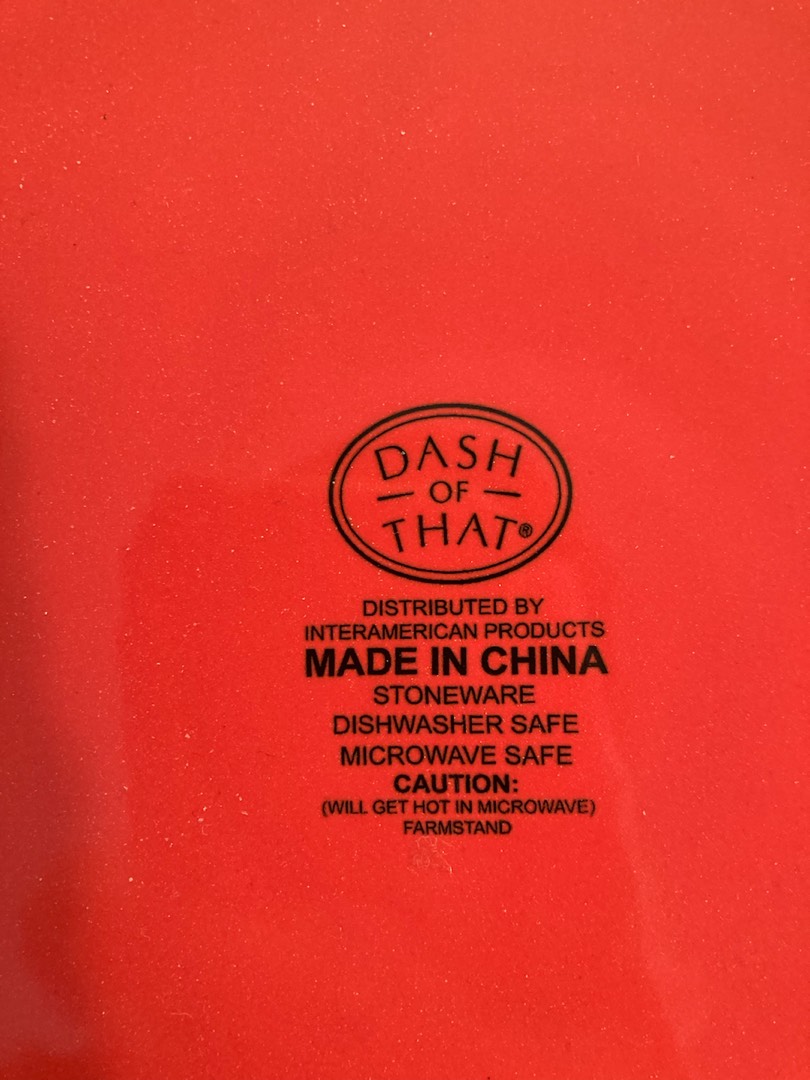 DASH
OF
THAT®
DISTRIBUTED BY
INTERAMERICAN PRODUCTS
MADE IN CHINA
STONEWARE
DISHWASHER SAFE
MICROWAVE SAFE
CAUTION:
(WILL GET HOT IN MICROWAVE)
FARMSTAND